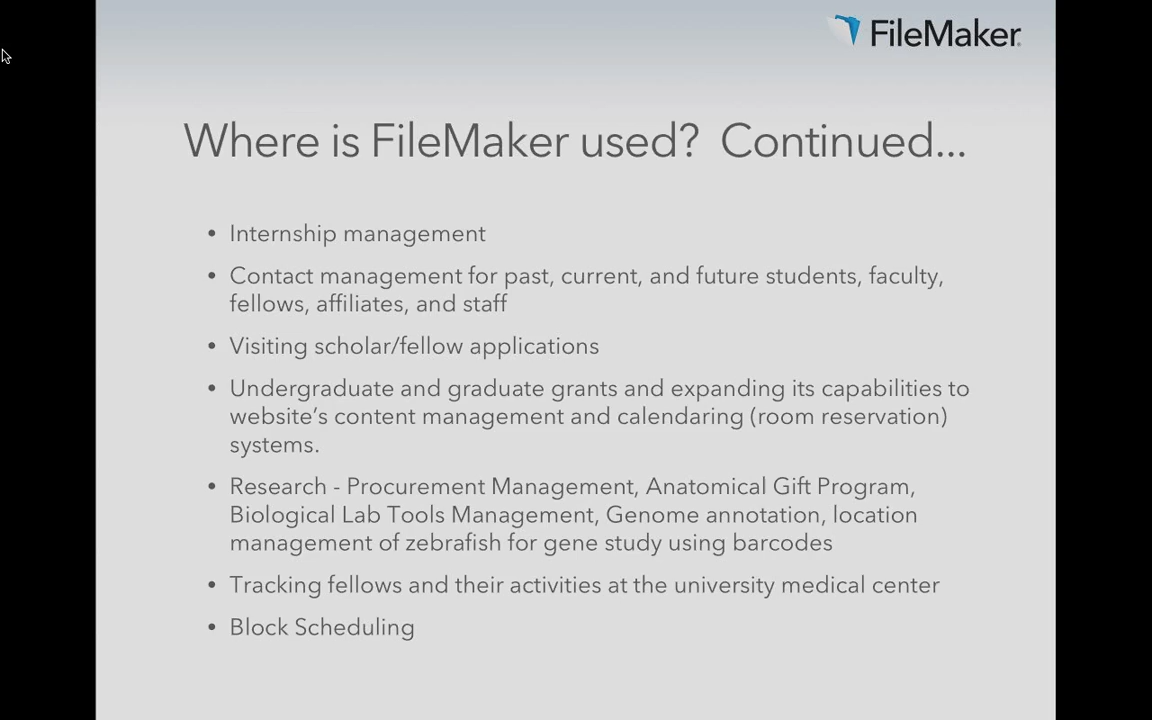 FileMaker
Where is FileMaker used?  Continued...
• Internship management
• Contact management for past, current, and future students, faculty,
fellows, affiliates, and staff
• Visiting scholar/fellow applications
• Undergraduate and graduate grants and expanding its capabilities to
website’s content management and calendaring (room reservation)
systems.
• Research - Procurement Management, Anatomical Gift Program,
Biological Lab Tools Management, Genome annotation, location
management of zebrafish for gene study using barcodes
• Tracking fellows and their activities at the university medical center
• Block Scheduling